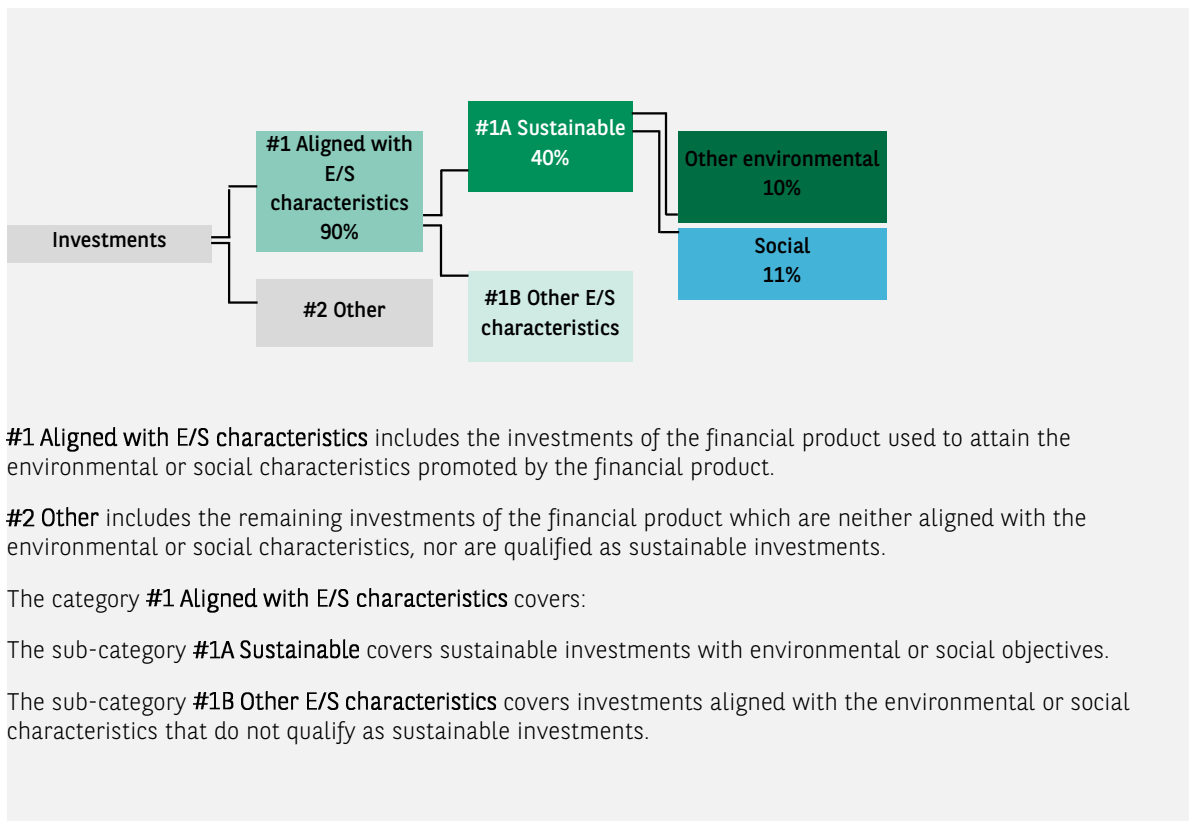 Investments
#1 Aligned with
E/S
characteristics
90%
#2 Other
#1A Sustainable
40%
#1B Other E/S
characteristics
Other environmental
10%
Social
11%
#1 Aligned with E/S characteristics includes the investments of the financial product used to attain the
environmental or social characteristics promoted by the financial product.
#2 Other includes the remaining investments of the financial product which are neither aligned with the
environmental or social characteristics, nor are qualified as sustainable investments.
The category #1 Aligned with E/S characteristics covers:
The sub-category #1A Sustainable covers sustainable investments with environmental or social objectives.
The sub-category #1B Other E/S characteristics covers investments aligned with the environmental or social
characteristics that do not qualify as sustainable investments.